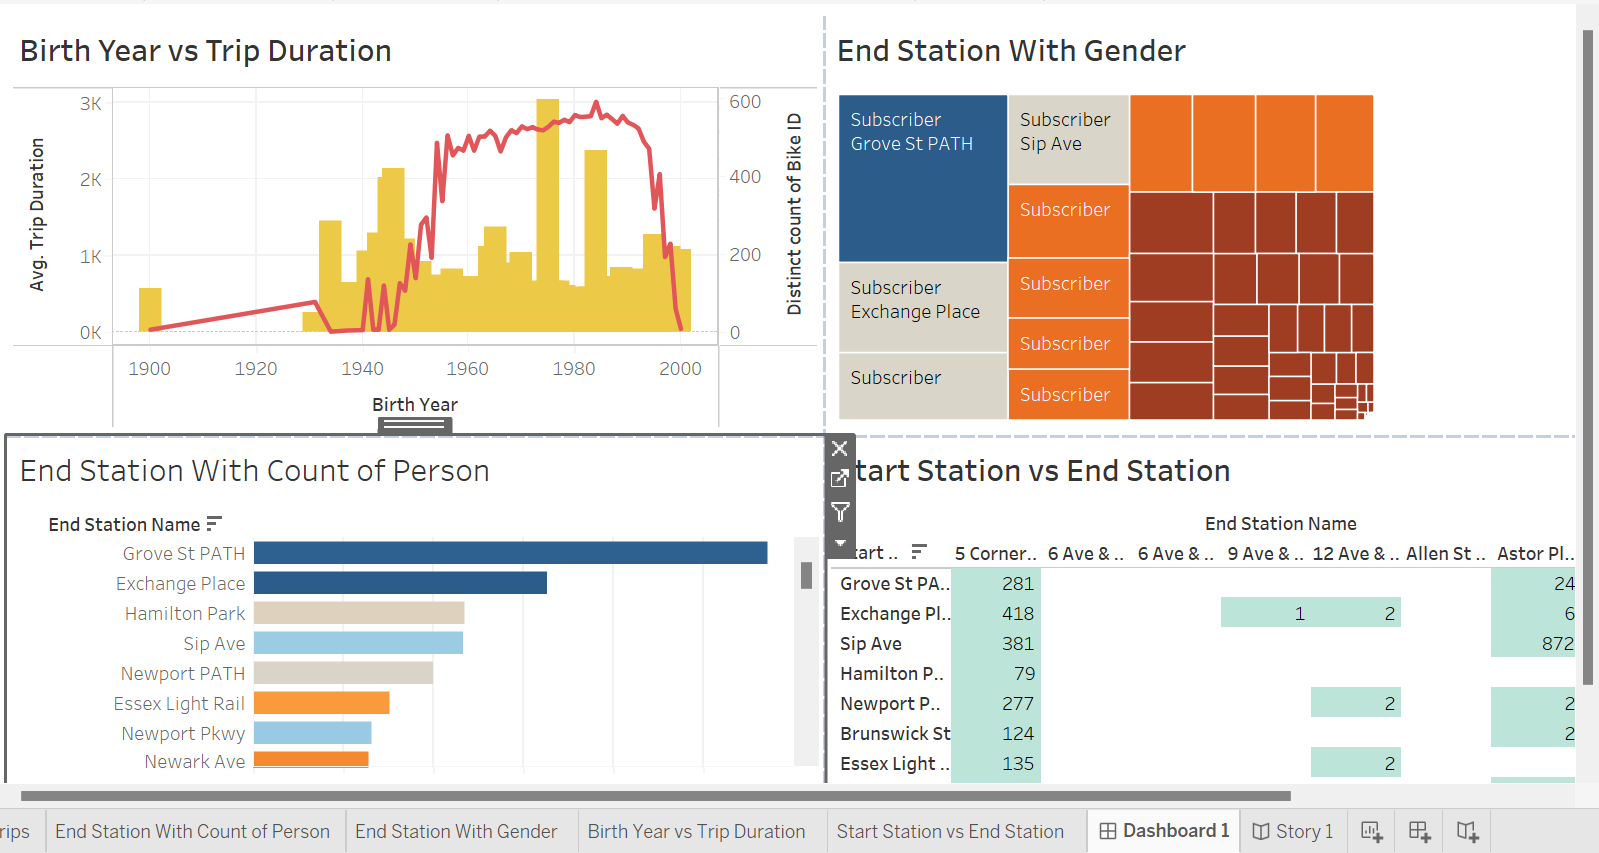 Birth Year vs Trip Duration
3K
2K
1K
0K
Avg. Trip Duration
600
400
200
0
Distinct count of Bike ID
1900 1920 1940 1960 1980 2000
Birth Year
End Station With Gender
Subscriber
Grove St PATH
Subscriber
Exchange Place
Subscriber
Subscriber
Sip Ave
Subscriber
Subscriber
Subscriber
Subscriber
End Station With Count of Person
End Station Name
Grove St PATH
Exchange Place
Hamilton Park
Sip Ave
Newport PATH
Essex Light Rail
Newport Pkwy
Newark Ave
tart Station vs End Station
End Station Name
tart .. 5 Corner.. 6 Ave & .. 6 Ave & .. 9 Ave & .. 12 Ave & .. Allen St .. Astor Pl..
Grove St PA.. 281 24
Exchange Pl.. 418 1 2 6
Sip Ave 381 872
Hamilton P.. 79
Newport P.. 277 2 2
Brunswick St 124 2
Essex Light .. 135 2
rips End Station With Count of Person End Station With Gender Birth Year vs Trip Duration Start Station vs End Station Dashboard 1 Story 1